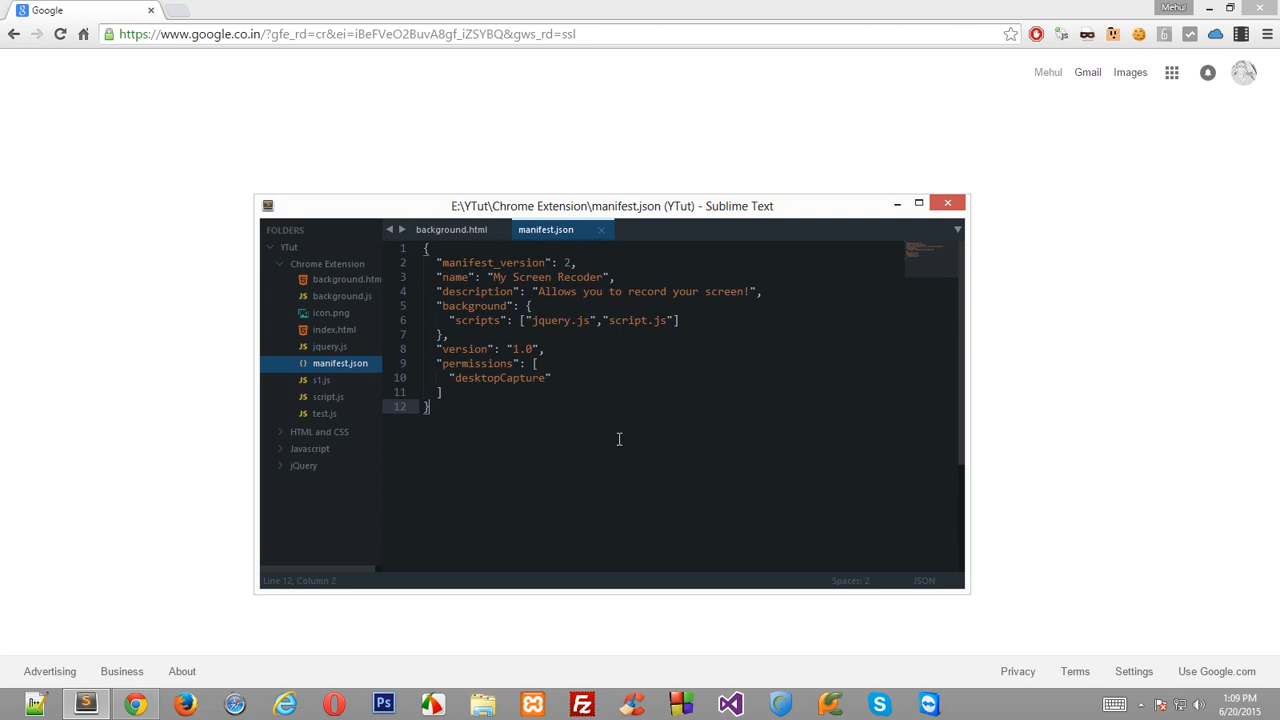 Google
Mehul
https://www.google.co.in/?gfe_rd=cr&ei=iBeFVeO2BuvA8gf_iZSYBQ&gws_rd=ssl
Mehul
Gmail
Images
E:\YTut\Chrome Extension\manifest.json (YTut) - Sublime Text
FOLDERS
YTut
Chrome Extension
background.htm
background.js
icon.png
index.html
jquery.js
manifest.json
s1.js
script.js
test.js
HTML and CSS
Javascript
jQuery
background.html
manifest.json
1 {
2 "manifest_version": 2,
3 "name": "My Screen Recoder",
4 "description": "Allows you to record your screen!",
5 "background": {
6 "scripts": ["jquery.js","script.js"]
7 },
8 "version": "1.0",
9 "permissions": [
10 "desktopCapture"
11 ]
12 }
Line 12, Column 2
Spaces: 2
JSON
Advertising
Business
About
Privacy
Terms
Settings
Use Google.com
1:09 PM
6/20/2015